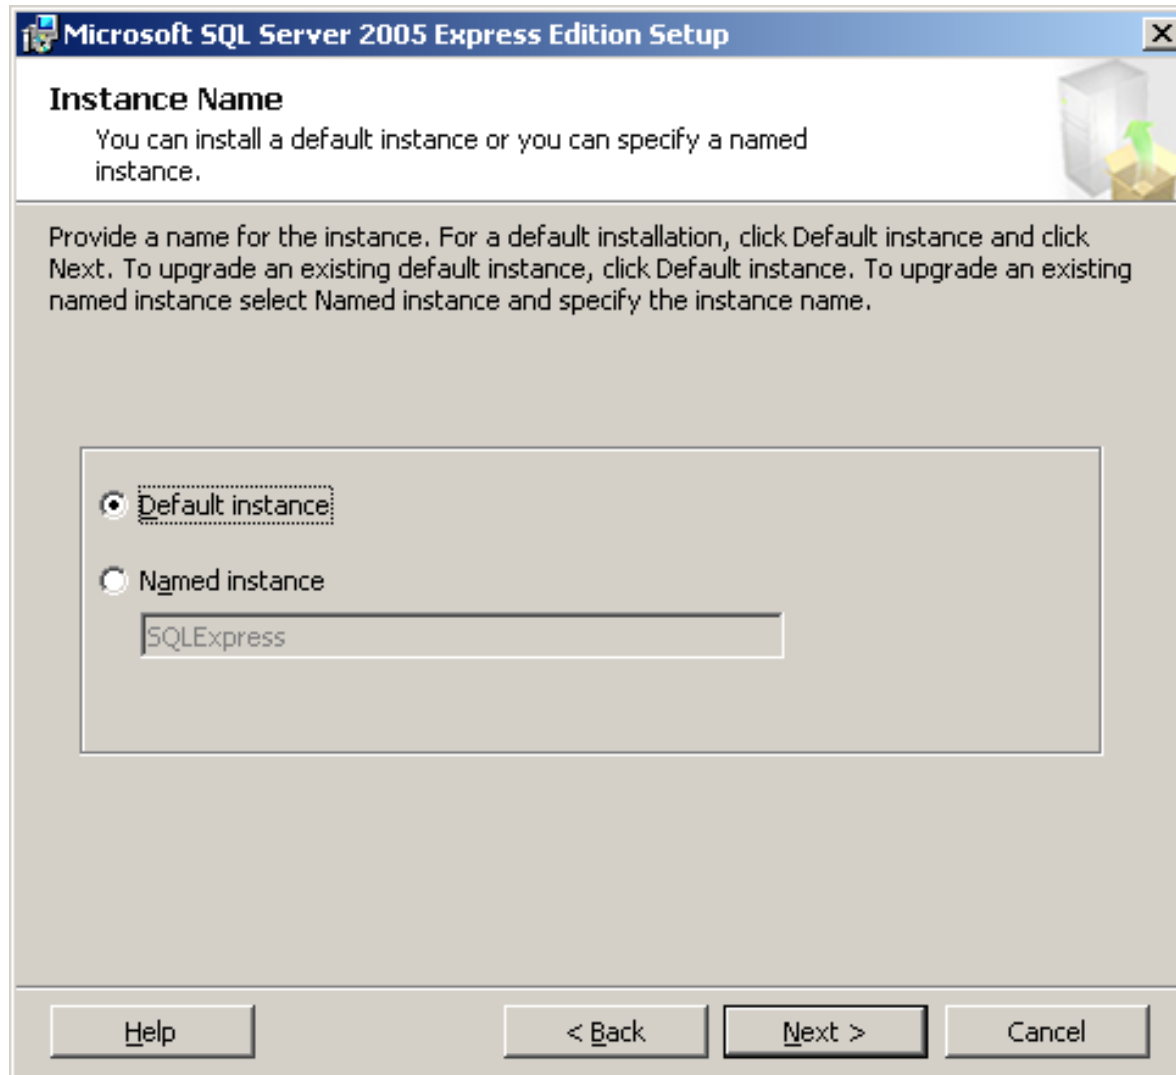 Microsoft SQL Server 2005 Express Edition Setup
Instance Name
You can install a default instance or you can specify a named
instance.
Provide a name for the instance. For a default installation, click Default instance and click
Next. To upgrade an existing default instance, click Default instance. To upgrade an existing
named instance select Named instance and specify the instance name.
Default instance
Named instance
SQLExpress
Help
< Back
Next >
Cancel